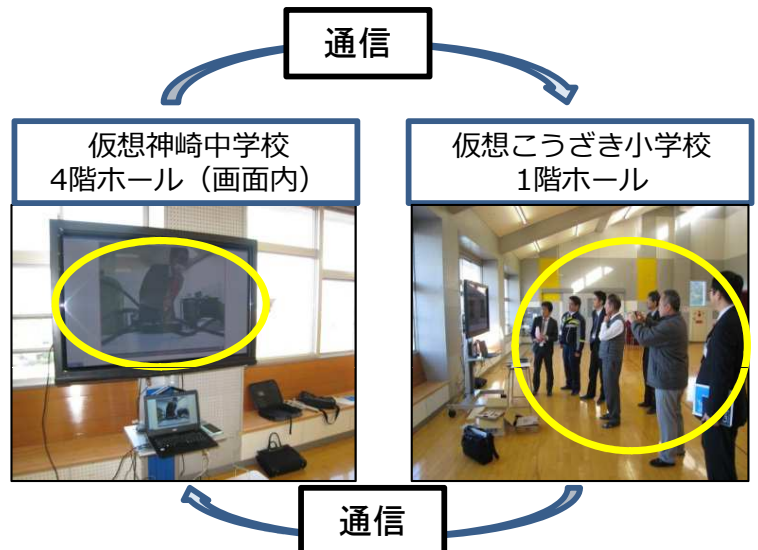 通信
仮想神崎中学校
4階ホール（画面内）
仮想こうざき小学校
1階ホール
通信